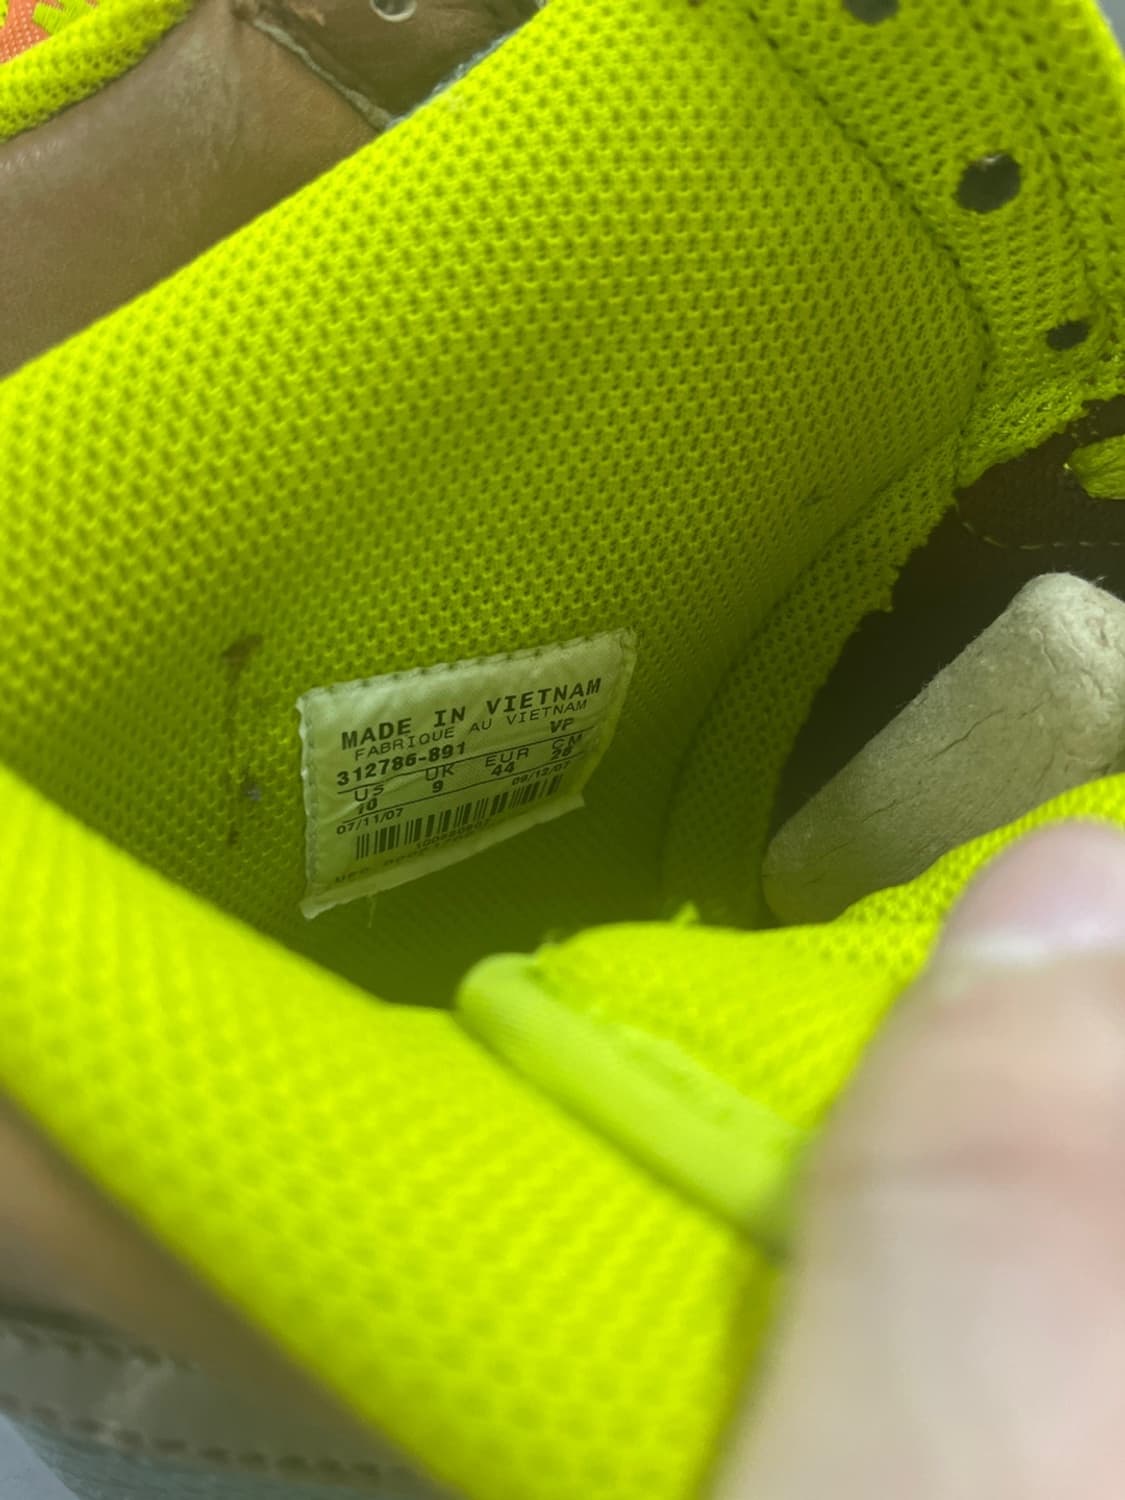 MADE IN VIETNAM
FABRIQUE AU VIETNAM
312786-891 VP
US UK EUR CM
10 9 44 28
07/11/07 09/12/07